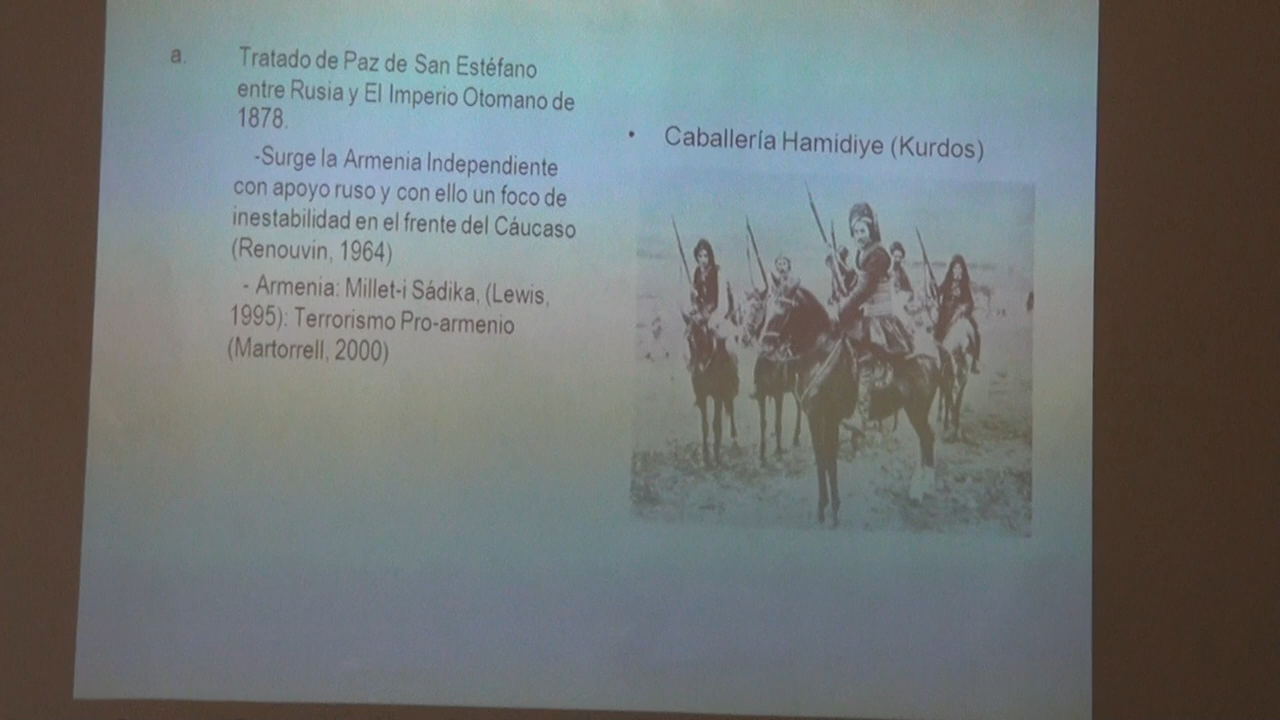 a. Tratado de Paz de San Estéfano
entre Rusia y El Imperio Otomano de
1878.
-Surge la Armenia Independiente
con apoyo ruso y con ello un foco de
inestabilidad en el frente del Cáucaso
(Renouvin, 1964)
- Armenia: Millet-i Sádika, (Lewis,
1995): Terrorismo Pro-armenio
(Martorrell, 2000)
• Caballería Hamidiye (Kurdos)